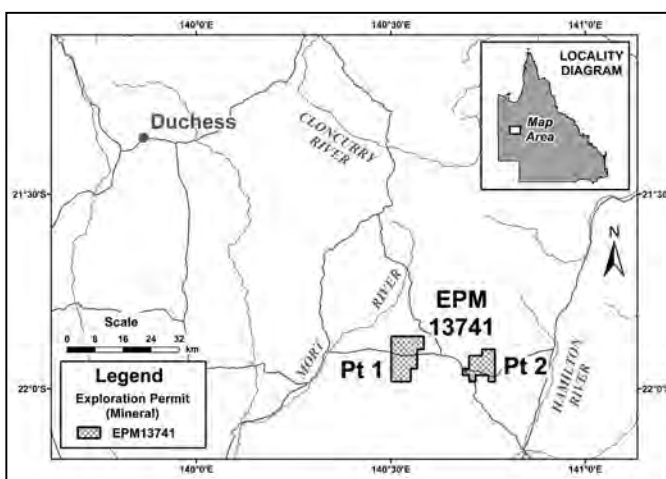 140°0'E
140°30'E
141°0'E
LOCALITY
DIAGRAM
Map
Area
Duchess
CLONCURRY
RIVER
21°30'S
21°30'S
N
RIVER
EPM
13741
Scale
0 8 16 24 32
km
MORT
Pt 1
Pt 2
HAMILTON
RIVER
22°0'S
22°0'S
Legend
Exploration Permit
(Mineral)
EPM13741
140°0'E
140°30'E
141°0'E